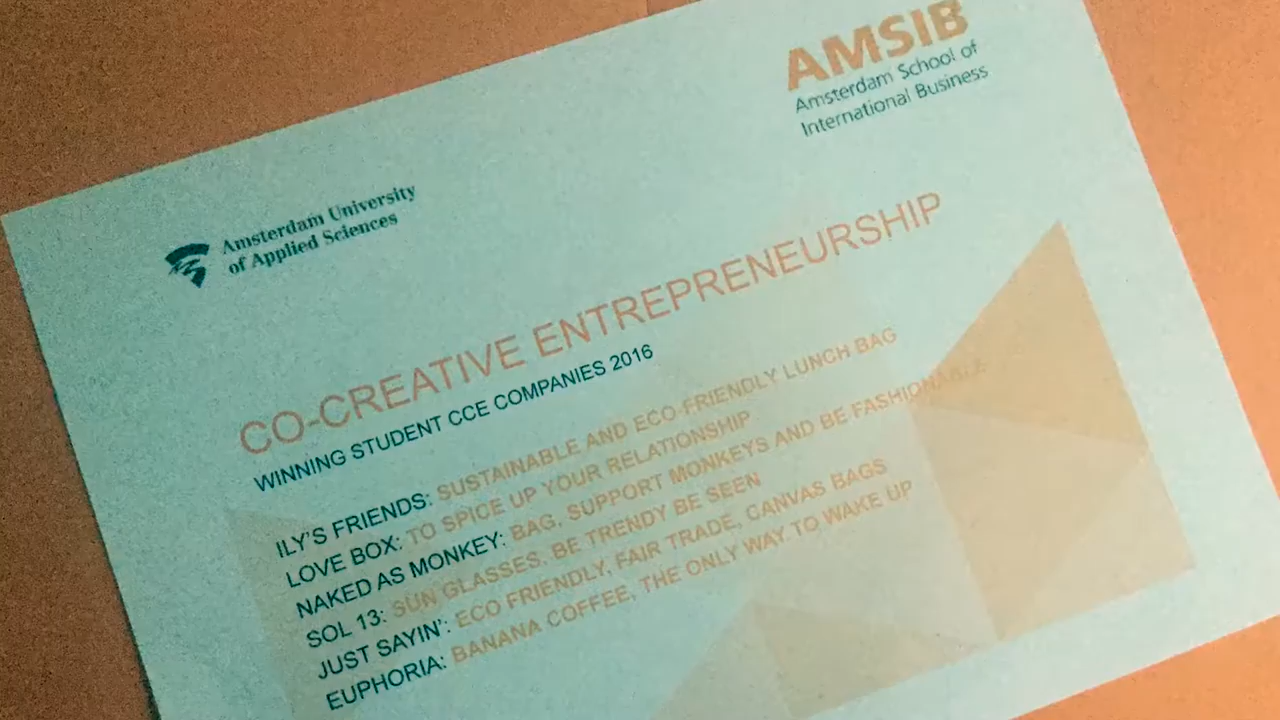 AMSIB
Amsterdam School of
International Business
Amsterdam University
of Applied Sciences
CO-CREATIVE ENTREPRENEURSHIP
WINNING STUDENT CCE COMPANIES 2016
ILY'S FRIENDS: SUSTAINABLE AND ECO-FRIENDLY LUNCH BAG
LOVE BOX: TO SPICE UP YOUR RELATIONSHIP
NAKED AS MONKEY: BAG, SUPPORT MONKEYS AND BE FASHIONABLE
SOL 13: SUN GLASSES, BE TRENDY BE SEEN
JUST SAYIN': ECO FRIENDLY, FAIR TRADE, CANVAS BAGS
EUPHORIA: BANANA COFFEE, THE ONLY WAY TO WAKE UP